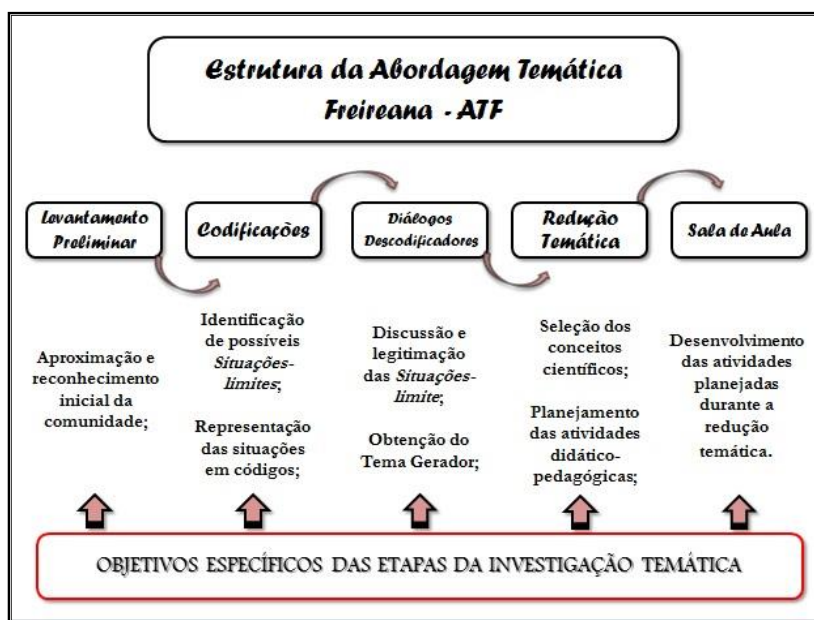 Estrutura da Abordagem Temática
Freireana - ATF
Levantamento
Preliminar
Codificações
Diálogos
Descodificadores
Redução
Temática
Sala de Aula
Aproximação e
reconhecimento
inicial da
comunidade;
Identificação
de possíveis
Situações-
limites;
Representação
das situações
em códigos;
Discussão e
legitimação
das Situações-
limite;
Obtenção do
Tema Gerador;
Seleção dos
conceitos
científicos;
Planejamento
das atividades
didático-
pedagógicas;
Desenvolvimento
das atividades
planejadas
durante a
redução
temática.
OBJETIVOS ESPECÍFICOS DAS ETAPAS DA INVESTIGAÇÃO TEMÁTICA